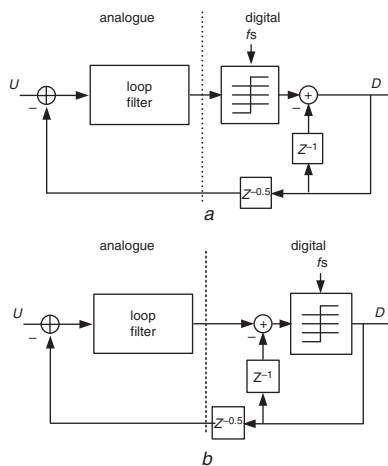 analogue digital
fs
U loop filter D
−
−
+
Z−1
Z−0.5
a
analogue digital
fs
U loop filter D
−
−
+
Z−1
Z−0.5
b